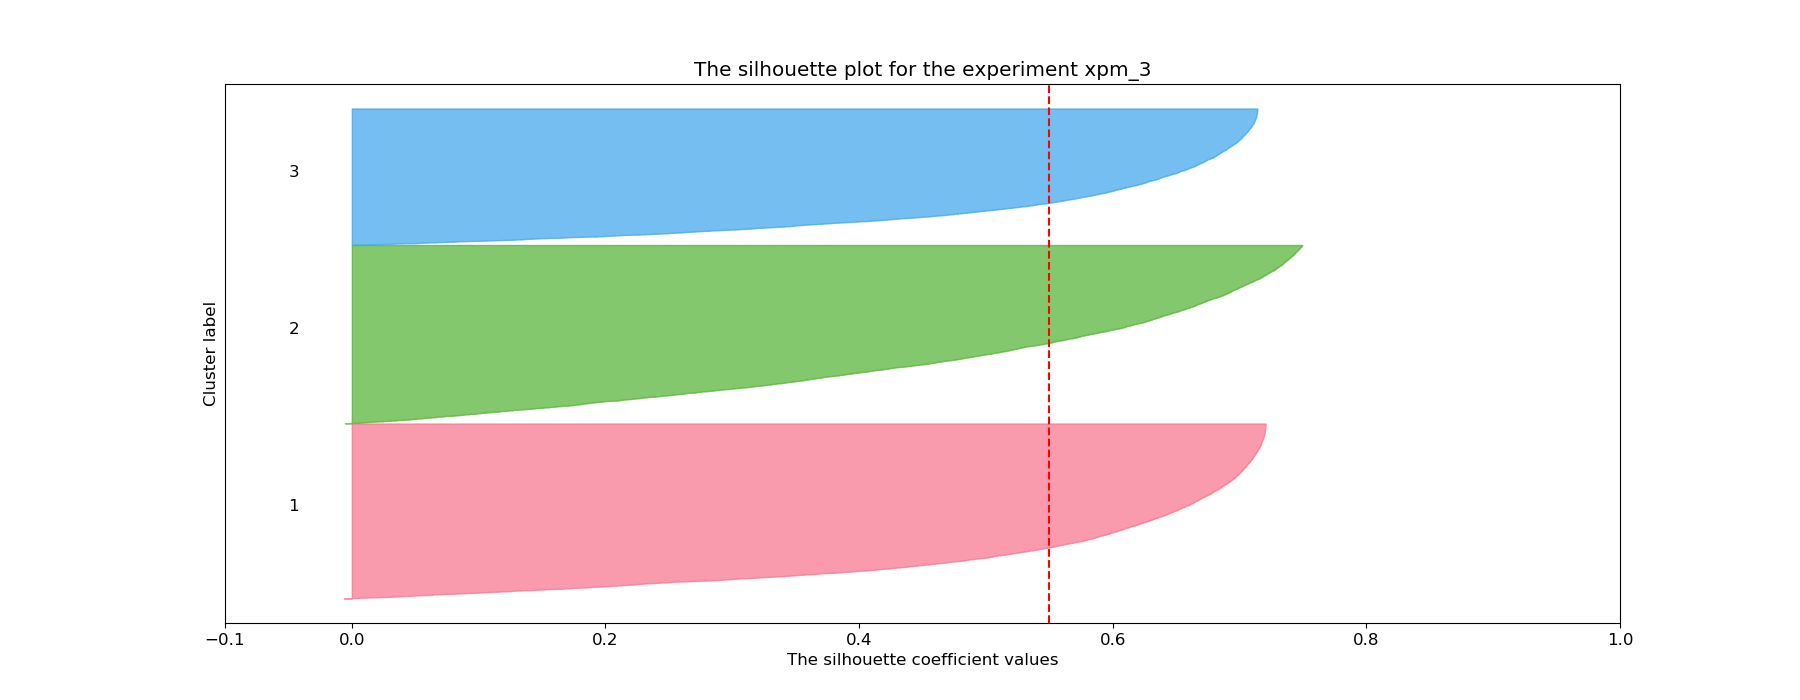 The silhouette plot for the experiment xpm_3
3
2
1
Cluster label
−0.1 0.0 0.2 0.4 0.6 0.8 1.0
The silhouette coefficient values